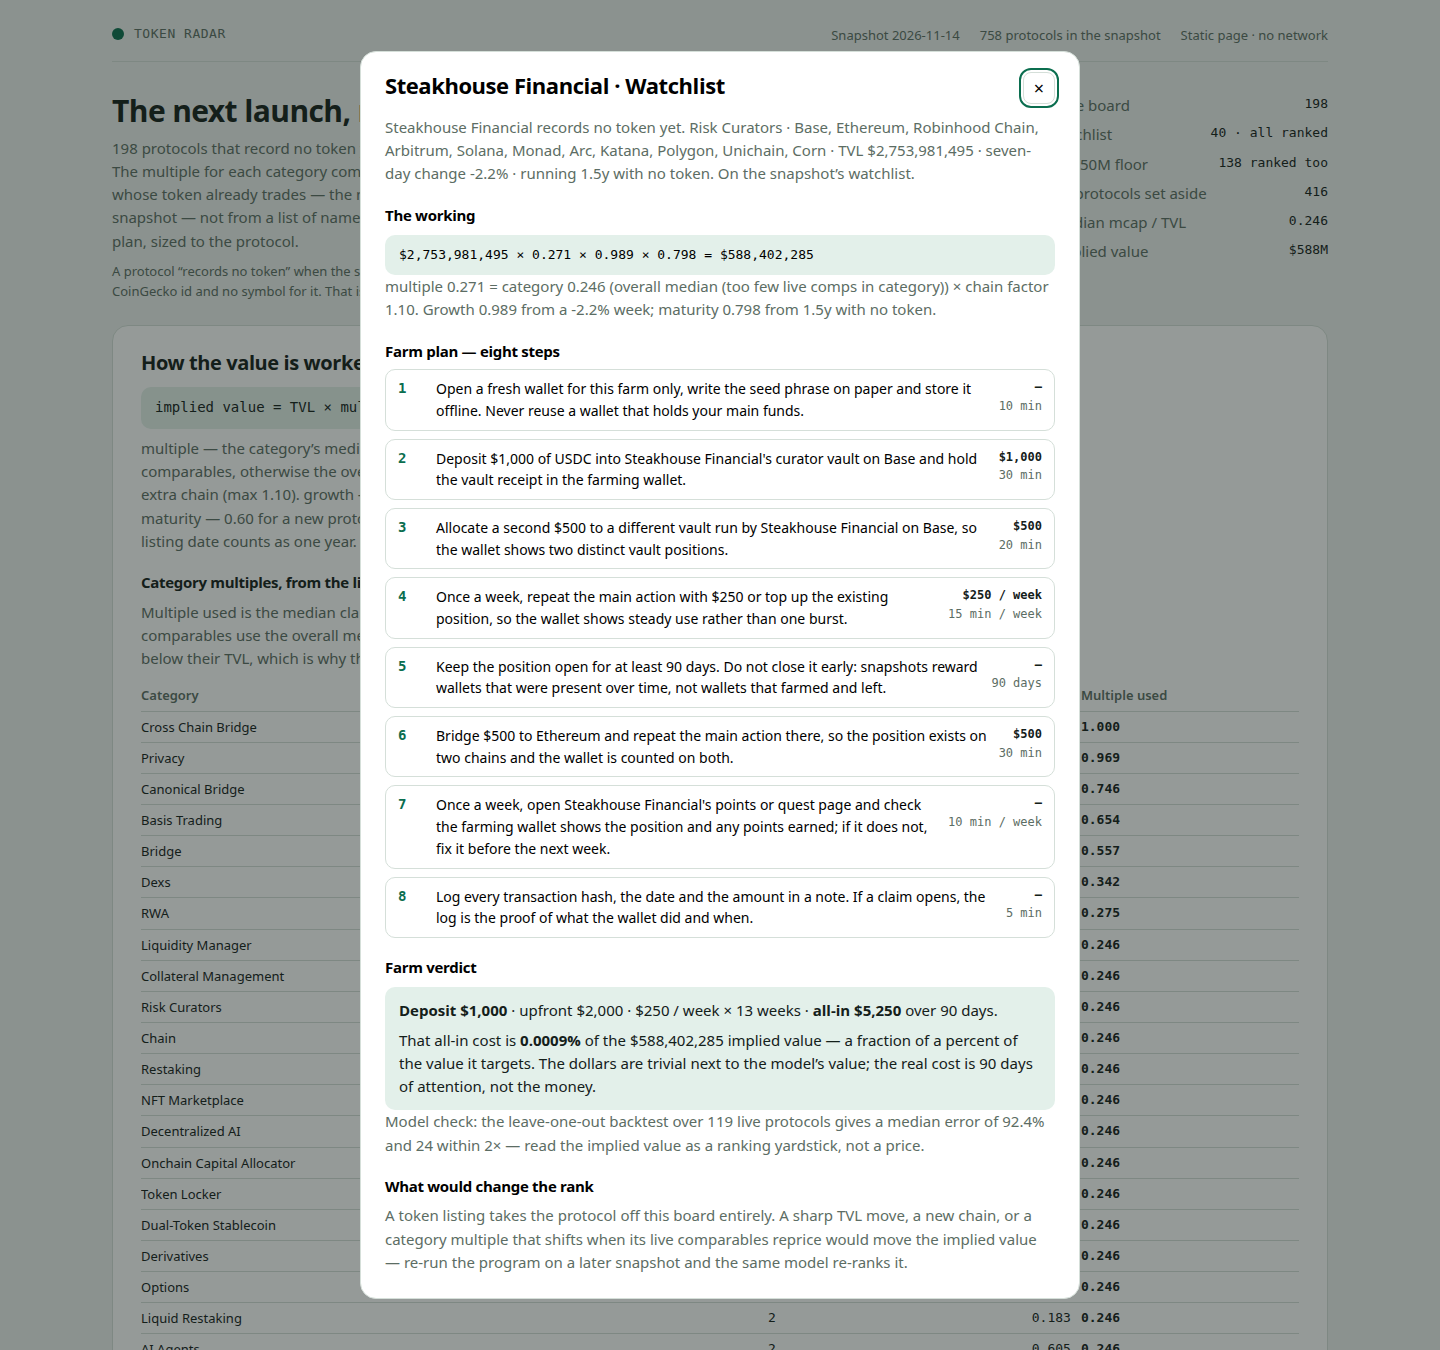 TOKEN RADAR
Snapshot 2026-11-14 758 protocols in the snapshot Static page · no network
The next launch,
198 protocols that record no token
The multiple for each category com
whose token already trades — the
snapshot — not from a list of name
plan, sized to the protocol.
A protocol “records no token” when the s
CoinGecko id and no symbol for it. That i
e board 198
chlist 40 · all ranked
50M floor 138 ranked too
protocols set aside 416
dian mcap / TVL 0.246
plied value $588M
How the value is worke
implied value = TVL × mul
multiple — the category’s medi
comparables, otherwise the ove
extra chain (max 1.10). growth
maturity — 0.60 for a new proto
listing date counts as one year.
Category multiples, from the li
Multiple used is the median cla
comparables use the overall me
below their TVL, which is why th
Category Multiple used
Cross Chain Bridge 1.000
Privacy 0.969
Canonical Bridge 0.746
Basis Trading 0.654
Bridge 0.557
Dexs 0.342
RWA 0.275
Liquidity Manager 0.246
Collateral Management 0.246
Risk Curators 0.246
Chain 0.246
Restaking 0.246
NFT Marketplace 0.246
Decentralized AI 0.246
Onchain Capital Allocator 0.246
Token Locker 0.246
Dual-Token Stablecoin 0.246
Derivatives 0.246
Options 0.246
Liquid Restaking 2 0.183 0.246
AI Agents 2 0.605 0.246
Steakhouse Financial · Watchlist
×
Steakhouse Financial records no token yet. Risk Curators · Base, Ethereum, Robinhood Chain,
Arbitrum, Solana, Monad, Arc, Katana, Polygon, Unichain, Corn · TVL $2,753,981,495 · seven-
day change -2.2% · running 1.5y with no token. On the snapshot’s watchlist.
The working
$2,753,981,495 × 0.271 × 0.989 × 0.798 = $588,402,285
multiple 0.271 = category 0.246 (overall median (too few live comps in category)) × chain factor
1.10. Growth 0.989 from a -2.2% week; maturity 0.798 from 1.5y with no token.
Farm plan — eight steps
1 Open a fresh wallet for this farm only, write the seed phrase on paper and store it –
offline. Never reuse a wallet that holds your main funds. 10 min
2 Deposit $1,000 of USDC into Steakhouse Financial's curator vault on Base and hold $1,000
the vault receipt in the farming wallet. 30 min
3 Allocate a second $500 to a different vault run by Steakhouse Financial on Base, so $500
the wallet shows two distinct vault positions. 20 min
4 Once a week, repeat the main action with $250 or top up the existing $250 / week
position, so the wallet shows steady use rather than one burst. 15 min / week
5 Keep the position open for at least 90 days. Do not close it early: snapshots reward –
wallets that were present over time, not wallets that farmed and left. 90 days
6 Bridge $500 to Ethereum and repeat the main action there, so the position exists on $500
two chains and the wallet is counted on both. 30 min
7 Once a week, open Steakhouse Financial's points or quest page and check –
the farming wallet shows the position and any points earned; if it does not, 10 min / week
fix it before the next week.
8 Log every transaction hash, the date and the amount in a note. If a claim opens, the –
log is the proof of what the wallet did and when. 5 min
Farm verdict
Deposit $1,000 · upfront $2,000 · $250 / week × 13 weeks · all-in $5,250 over 90 days.
That all-in cost is 0.0009% of the $588,402,285 implied value — a fraction of a percent of
the value it targets. The dollars are trivial next to the model’s value; the real cost is 90 days
of attention, not the money.
Model check: the leave-one-out backtest over 119 live protocols gives a median error of 92.4%
and 24 within 2× — read the implied value as a ranking yardstick, not a price.
What would change the rank
A token listing takes the protocol off this board entirely. A sharp TVL move, a new chain, or a
category multiple that shifts when its live comparables reprice would move the implied value
— re-run the program on a later snapshot and the same model re-ranks it.